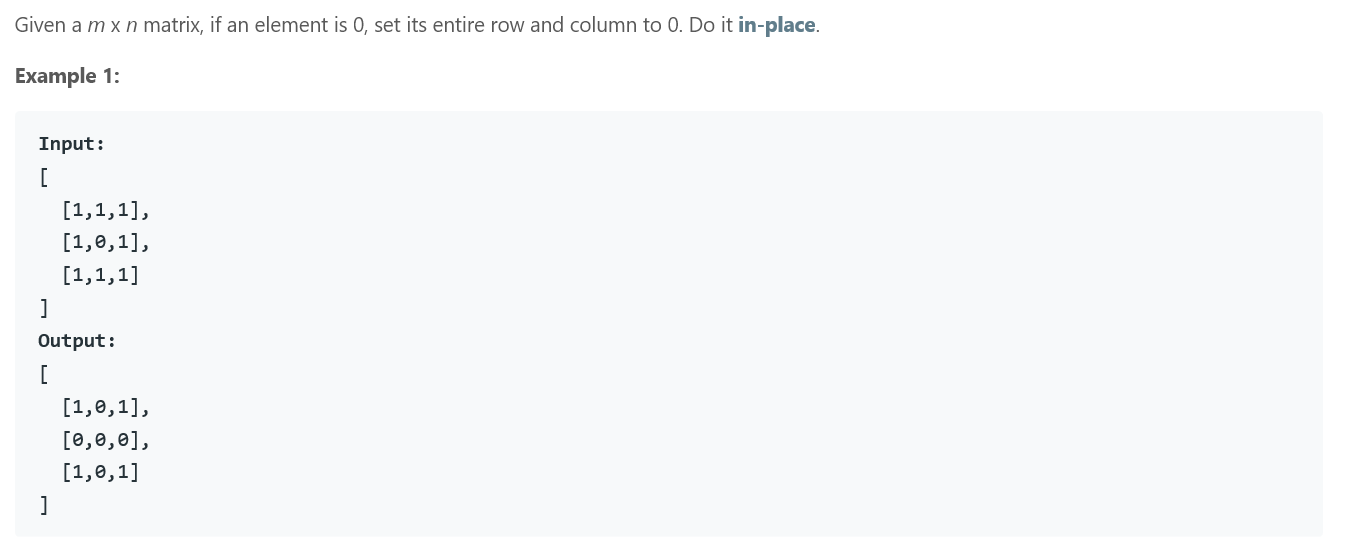 Given a m x n matrix, if an element is 0, set its entire row and column to 0. Do it in-place.
Example 1:
Input:
[
  [1,1,1],
  [1,0,1],
  [1,1,1]
]
Output:
[
  [1,0,1],
  [0,0,0],
  [1,0,1]
]